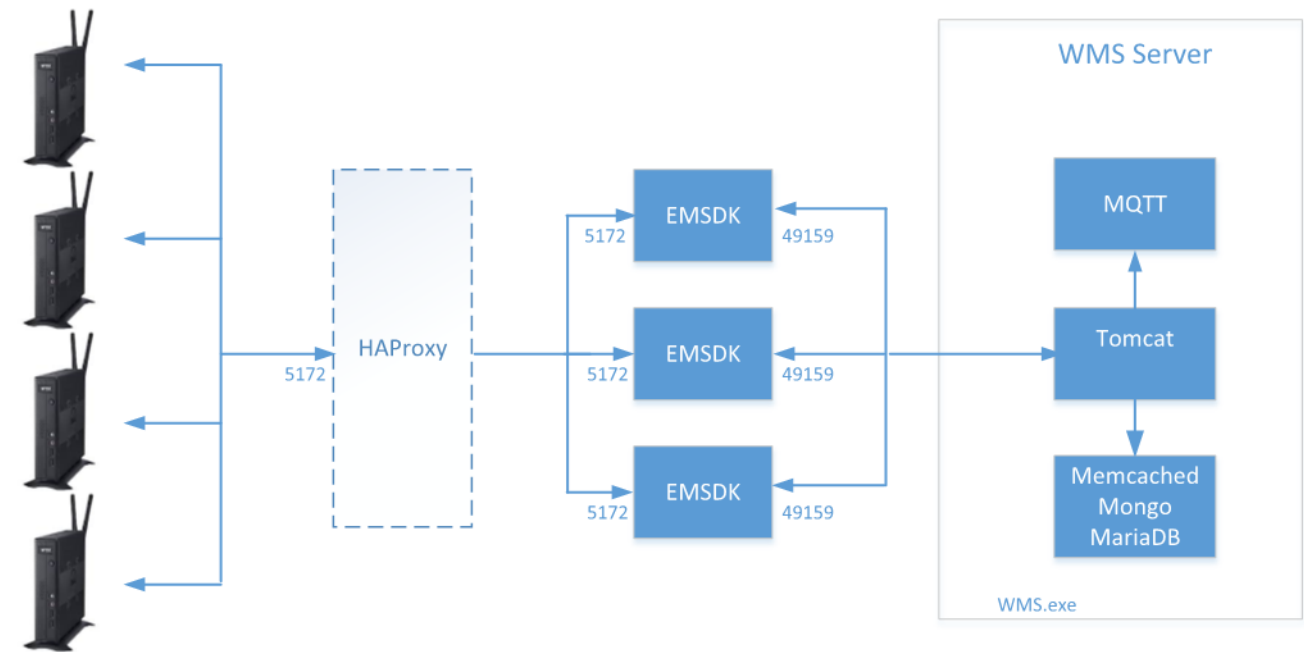 WMS Server
EMSDK
5172
49159
MQTT
HAProxy
5172
EMSDK
5172
49159
Tomcat
EMSDK
5172
49159
Memcached
Mongo
MariaDB
WMS.exe